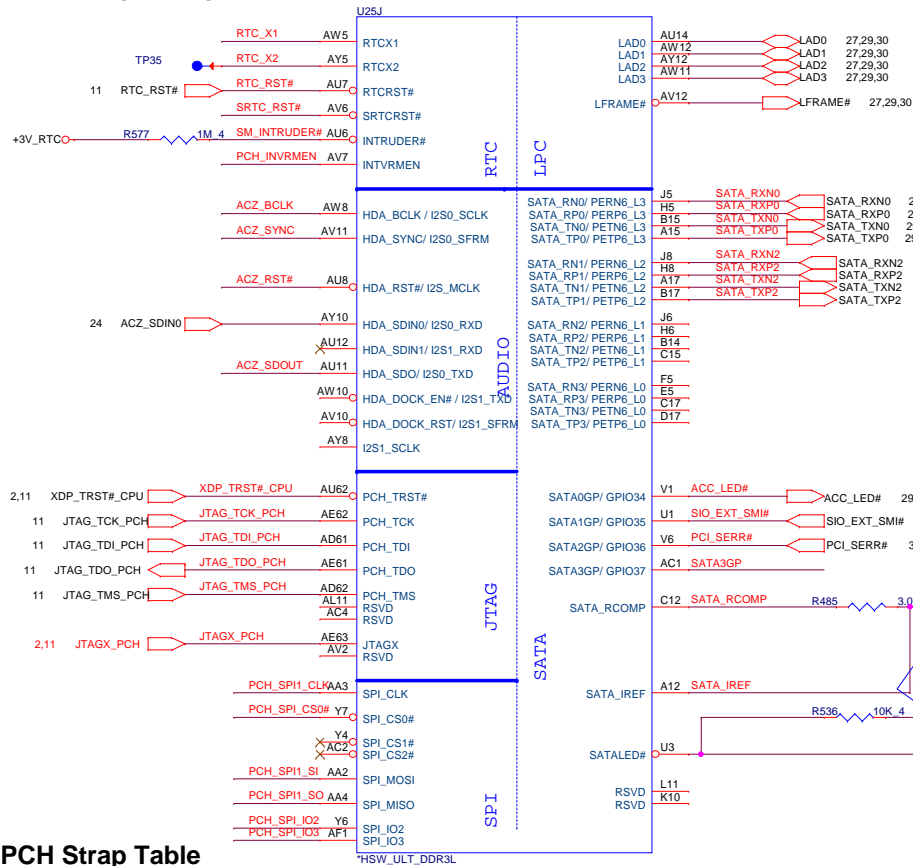 U25J
RTC_X1 AW5 RTCX1
TP35 RTC_X2 AY5 RTCX2
11 RTC_RST# RTC_RST# AU7 RTCRST#
SRTC_RST# AV6 SRTCRST#
+3V_RTC R577 1M_4 SM_INTRUDER# AU6 INTRUDER#
PCH_INVRMEN AV7 INTVRMEN
RTC
LPC
LAD0 AU14 LAD0 27,29,30
LAD1 AW12 LAD1 27,29,30
LAD2 AY12 LAD2 27,29,30
LAD3 AW11 LAD3 27,29,30
LFRAME# AV12 LFRAME# 27,29,30
ACZ_BCLK AW8 HDA_BCLK/ I2S0_SCLK
ACZ_SYNC AV11 HDA_SYNC/ I2S0_SFRM
ACZ_RST# AU8 HDA_RST#/ I2S_MCLK
24 ACZ_SDIN0 AY10 HDA_SDIN0/ I2S0_RXD
AU12 HDA_SDIN1/ I2S1_RXD
ACZ_SDOUT AU11 HDA_SDO/ I2S0_TXD
AW10 HDA_DOCK_EN# / I2S1_TXD
AV10 HDA_DOCK_RST/ I2S1_SFRM
AY8 I2S1_SCLK
AUDIO
SATA_RN0/ PERN6_L3 J5 SATA_RXN0 SATA_RXN0 2
SATA_RP0/ PERP6_L3 H5 SATA_RXP0 SATA_RXP0 2
SATA_TN0/ PETN6_L3 B15 SATA_TXN0 SATA_TXN0 2
SATA_TP0/ PETP6_L3 A15 SATA_TXP0 SATA_TXP0 29
SATA_RN1/ PERN6_L2 J8 SATA_RXN2 SATA_RXN2
SATA_RP1/ PERP6_L2 H8 SATA_RXP2 SATA_RXP2
SATA_TN1/ PETN6_L2 A17 SATA_TXN2 SATA_TXN2
SATA_TP1/ PETP6_L2 B17 SATA_TXP2 SATA_TXP2
SATA_RN2/ PERN6_L1 J6
SATA_RP2/ PERP6_L1 H6
SATA_TN2/ PETN6_L1 B14
SATA_TP2/ PETP6_L1 C15
SATA_RN3/ PERN6_L0 F5
SATA_RP3/ PERP6_L0 E5
SATA_TN3/ PETN6_L0 C17
SATA_TP3/ PETP6_L0 D17
2,11 XDP_TRST#_CPU XDP_TRST#_CPU AU62 PCH_TRST#
11 JTAG_TCK_PCH JTAG_TCK_PCH AE62 PCH_TCK
11 JTAG_TDI_PCH JTAG_TDI_PCH AD61 PCH_TDI
11 JTAG_TDO_PCH JTAG_TDO_PCH AE61 PCH_TDO
11 JTAG_TMS_PCH JTAG_TMS_PCH AD62 PCH_TMS
AL11 RSVD
AC4 RSVD
2,11 JTAGX_PCH JTAGX_PCH AE63 JTAGX
AV2 RSVD
JTAG
SATA
SATA0GP/ GPIO34 V1 ACC_LED# ACC_LED# 29
SATA1GP/ GPIO35 U1 SIO_EXT_SMI# SIO_EXT_SMI#
SATA2GP/ GPIO36 V6 PCI_SERR# PCI_SERR# 3
SATA3GP/ GPIO37 AC1 SATA3GP
SATA_RCOMP C12 SATA_RCOMP R485 3.0
SATA_IREF A12 SATA_IREF
R536 10K_4
SATALED# U3
RSVD L11
RSVD K10
PCH_SPI1_CLK AA3 SPI_CLK
PCH_SPI_CS0# Y7 SPI_CS0#
Y4 SPI_CS1#
AC2 SPI_CS2#
PCH_SPI1_SI AA2 SPI_MOSI
PCH_SPI1_SO AA4 SPI_MISO
PCH_SPI_IO2 Y6 SPI_IO2
PCH_SPI_IO3 AF1 SPI_IO3
SPI
*HSW_ULT_DDR3L
PCH Strap Table